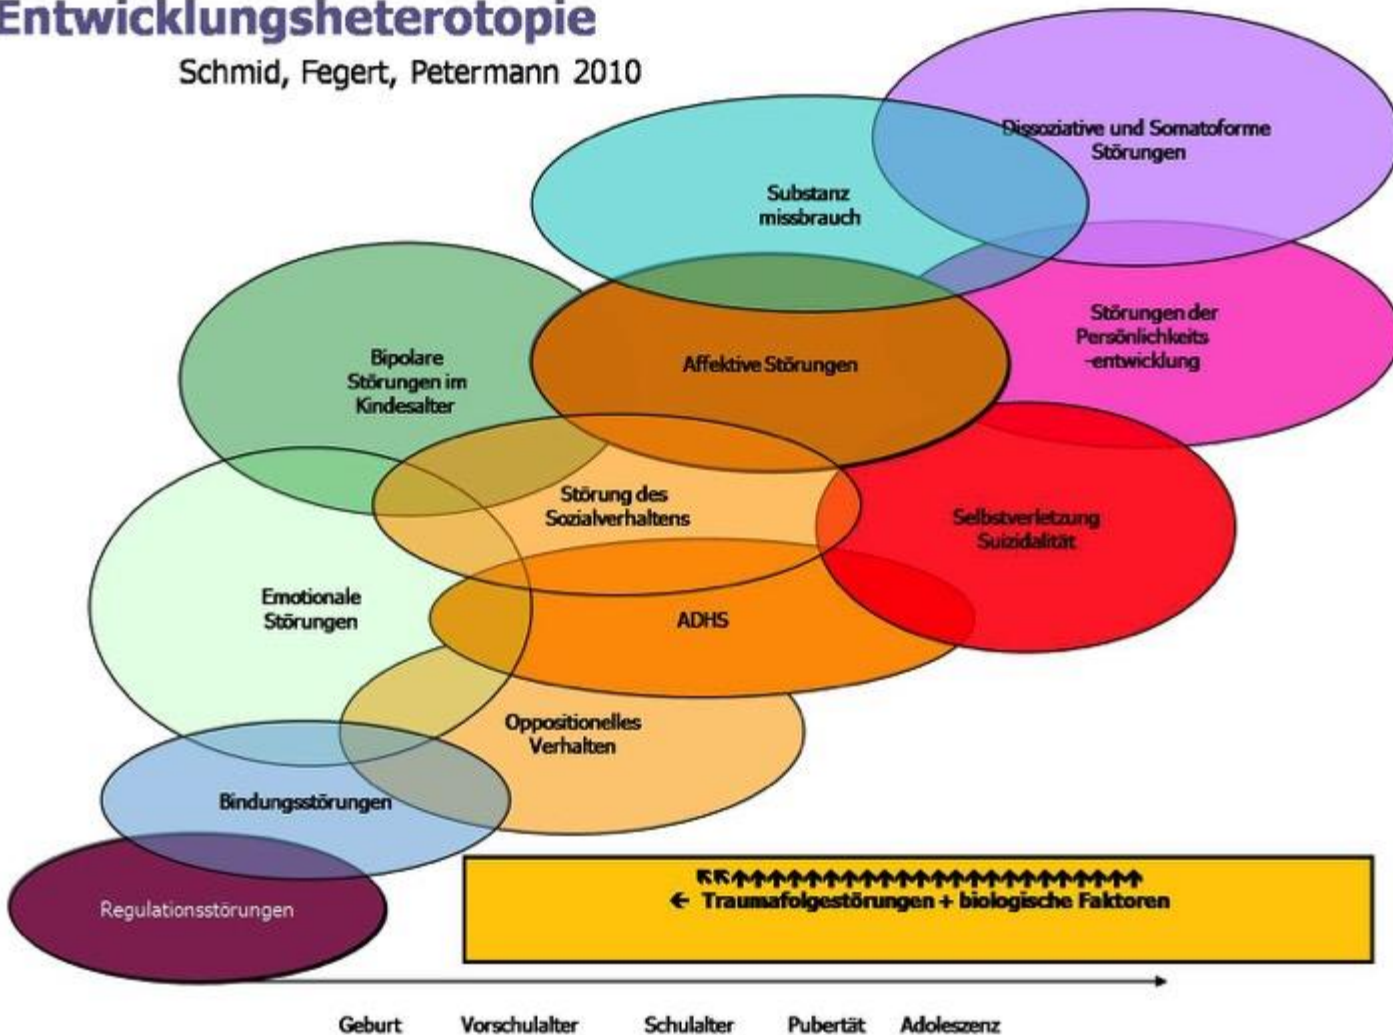 Entwicklungsheterotopie
Schmid, Fegert, Petermann 2010
Dissoziative und Somatoforme
Störungen
Substanz
missbrauch
Störungen der
Persönlichkeits
-entwicklung
Bipolare
Störungen im
Kindesalter
Affektive Störungen
Störung des
Sozialverhaltens
Selbstverletzung
Suizidalität
Emotionale
Störungen
ADHS
Oppositionelles
Verhalten
Bindungsstörungen
Regulationsstörungen
↖↖↑↑↑↑↑↑↑↑↑↑↑↑↑↑↑↑↑↑↑↑↑↑
← Traumafolgestörungen + biologische Faktoren
Geburt Vorschulalter Schulalter Pubertät Adoleszenz